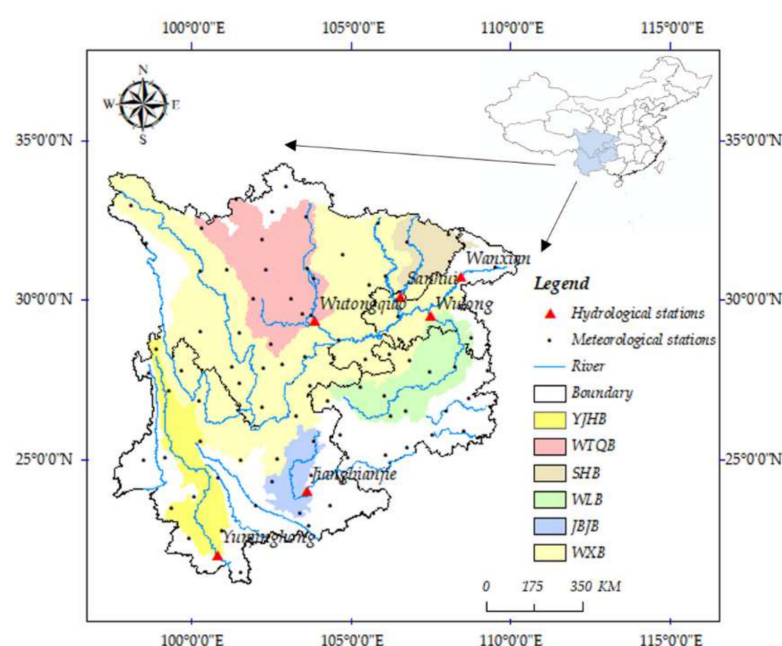 100°0'0"E 105°0'0"E 110°0'0"E 115°0'0"E
N
W E
S
35°0'0"N 35°0'0"N
Wanxian
Sanhui
30°0'0"N 30°0'0"N
Wutongqiao Wulong
Legend
Hydrological stations
Meteorological stations
River
Boundary
YJHB
WTQB
SHB
WLB
JBJB
WXB
25°0'0"N 25°0'0"N
Jiangbianjie
Yunjinghong
0 175 350 KM
100°0'0"E 105°0'0"E 110°0'0"E 115°0'0"E